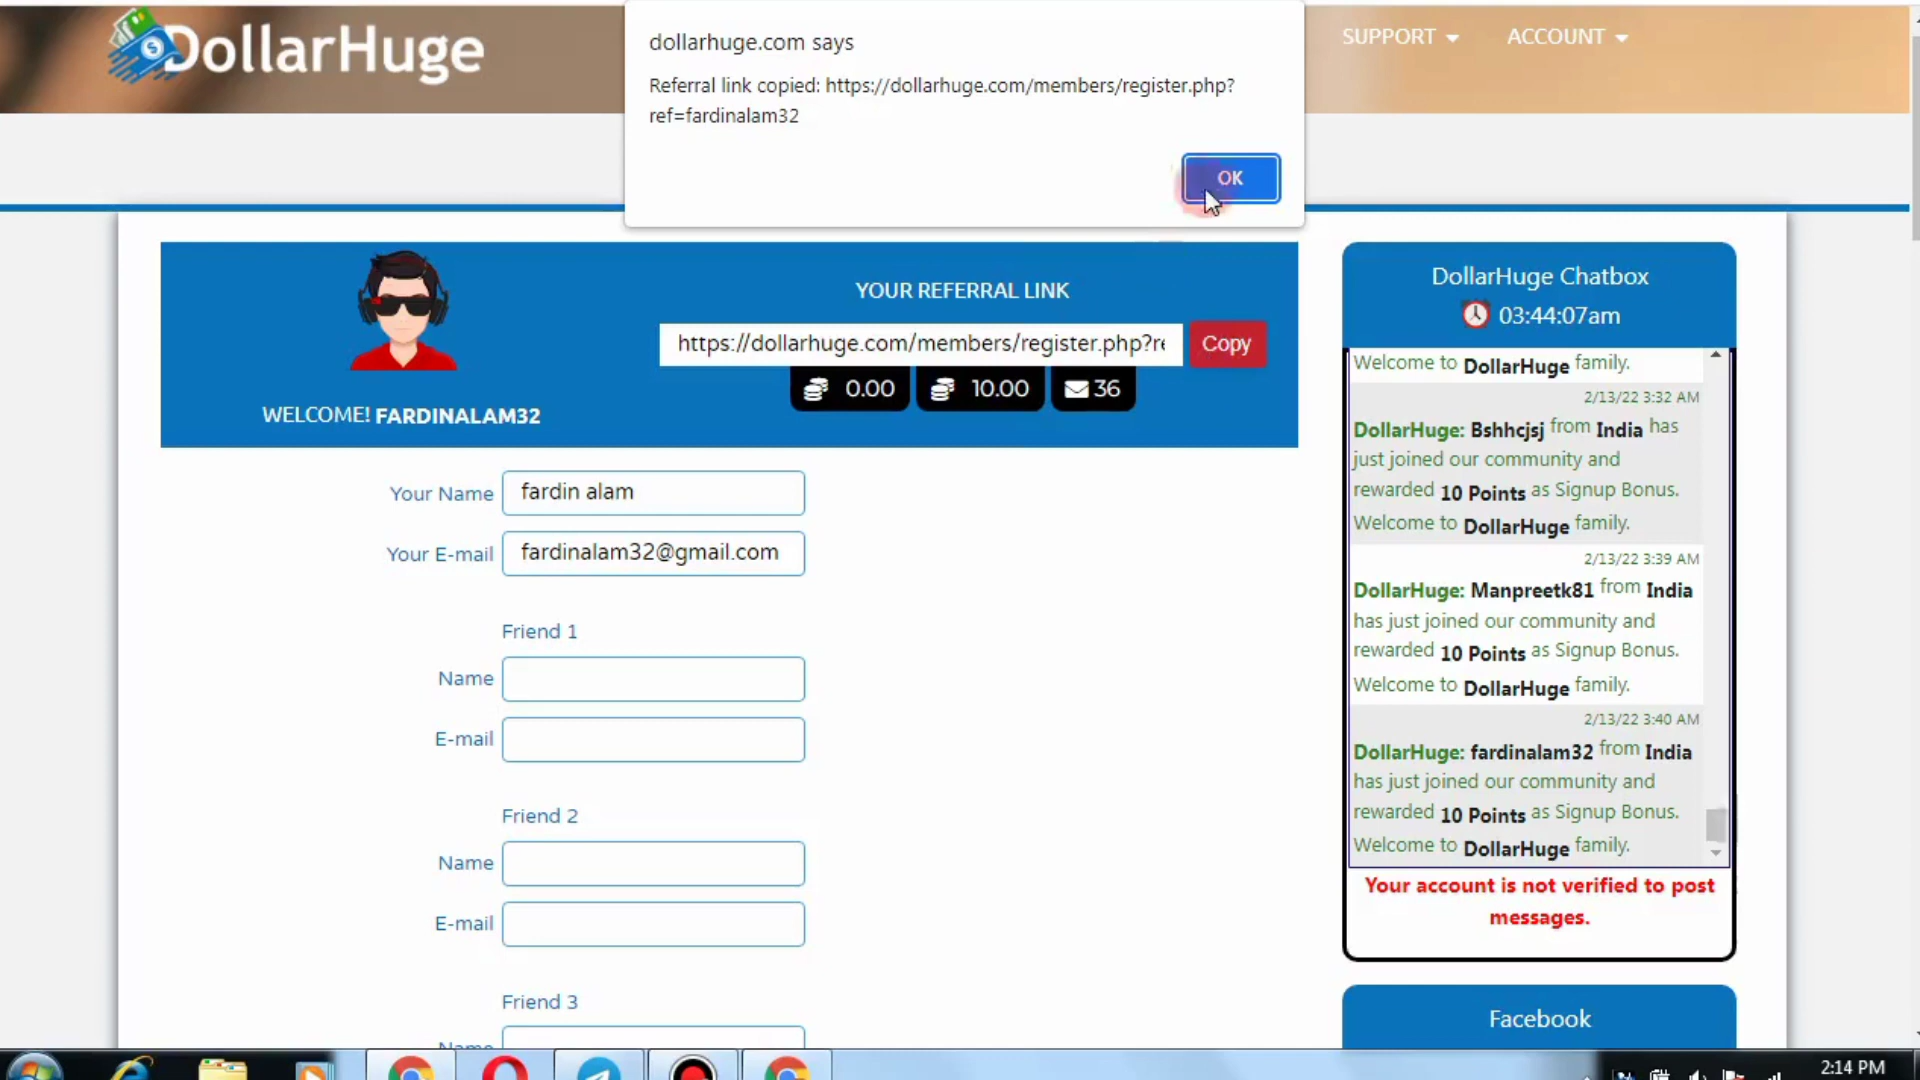 DollarHuge
SUPPORT
ACCOUNT
dollarhuge.com says
Referral link copied: https://dollarhuge.com/members/register.php?
ref=fardinalam32
OK
YOUR REFERRAL LINK
https://dollarhuge.com/members/register.php?re
Copy
0.00
10.00
36
WELCOME! FARDINALAM32
Your Name
fardin alam
Your E-mail
fardinalam32@gmail.com
Friend 1
Name
E-mail
Friend 2
Name
E-mail
Friend 3
Name
DollarHuge Chatbox
03:44:07am
Welcome to DollarHuge family.
2/13/22 3:32 AM
DollarHuge: Bshhcjsj from India has
just joined our community and
rewarded 10 Points as Signup Bonus.
Welcome to DollarHuge family.
2/13/22 3:39 AM
DollarHuge: Manpreetk81 from India
has just joined our community and
rewarded 10 Points as Signup Bonus.
Welcome to DollarHuge family.
2/13/22 3:40 AM
DollarHuge: fardinalam32 from India
has just joined our community and
rewarded 10 Points as Signup Bonus.
Welcome to DollarHuge family.
Your account is not verified to post
messages.
Facebook
2:14 PM